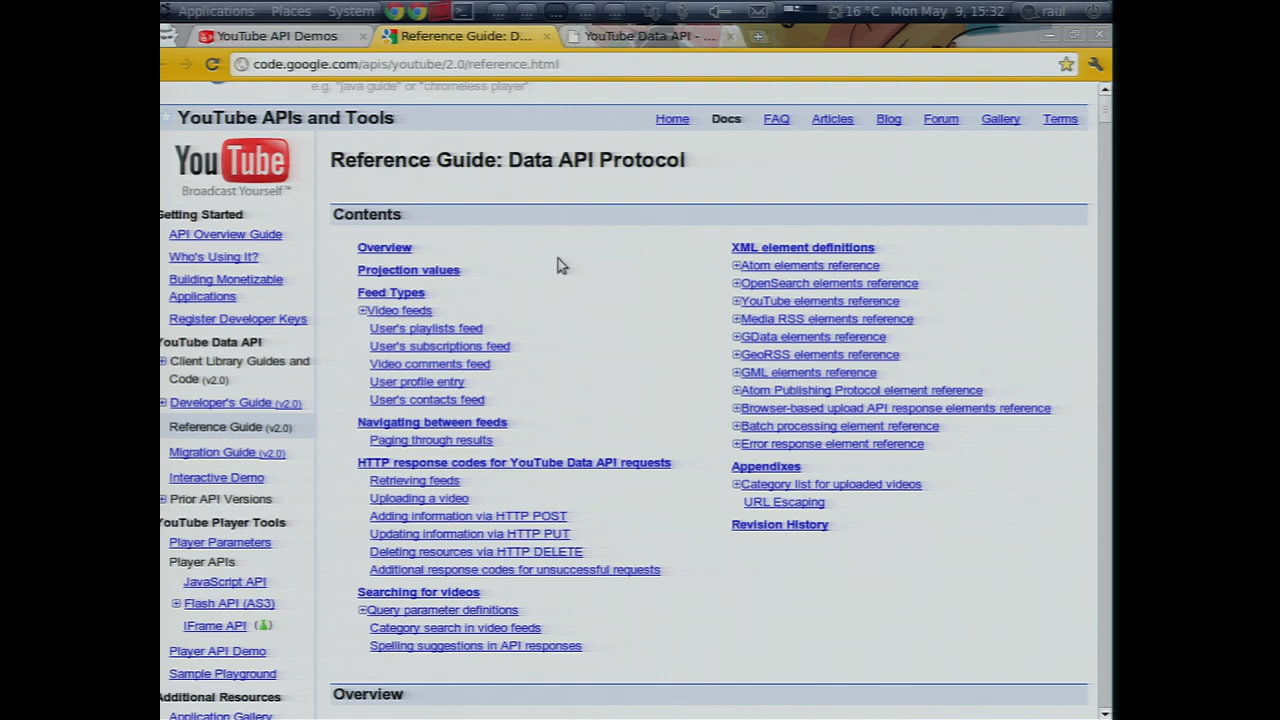 Applications Places System 16 °C Mon May 9, 15:32 raul
YouTube API Demos × Reference Guide: D... × YouTube Data API - ... ×
code.google.com/apis/youtube/2.0/reference.html
e.g. "java guide" or "chromeless player"
YouTube APIs and Tools
Home Docs FAQ Articles Blog Forum Gallery Terms
YouTube
Broadcast Yourself™
Getting Started
API Overview Guide
Who's Using It?
Building Monetizable
Applications
Register Developer Keys
YouTube Data API
Client Library Guides and
Code (v2.0)
Developer's Guide (v2.0)
Reference Guide (v2.0)
Migration Guide (v2.0)
Interactive Demo
Prior API Versions
YouTube Player Tools
Player Parameters
Player APIs
JavaScript API
Flash API (AS3)
IFrame API
Player API Demo
Sample Playground
Additional Resources
Application Gallery
Reference Guide: Data API Protocol
Contents
Overview
Projection values
Feed Types
Video feeds
User's playlists feed
User's subscriptions feed
Video comments feed
User profile entry
User's contacts feed
Navigating between feeds
Paging through results
HTTP response codes for YouTube Data API requests
Retrieving feeds
Uploading a video
Adding information via HTTP POST
Updating information via HTTP PUT
Deleting resources via HTTP DELETE
Additional response codes for unsuccessful requests
Searching for videos
Query parameter definitions
Category search in video feeds
Spelling suggestions in API responses
XML element definitions
Atom elements reference
OpenSearch elements reference
YouTube elements reference
Media RSS elements reference
GData elements reference
GeoRSS elements reference
GML elements reference
Atom Publishing Protocol element reference
Browser-based upload API response elements reference
Batch processing element reference
Error response element reference
Appendixes
Category list for uploaded videos
URL Escaping
Revision History
Overview